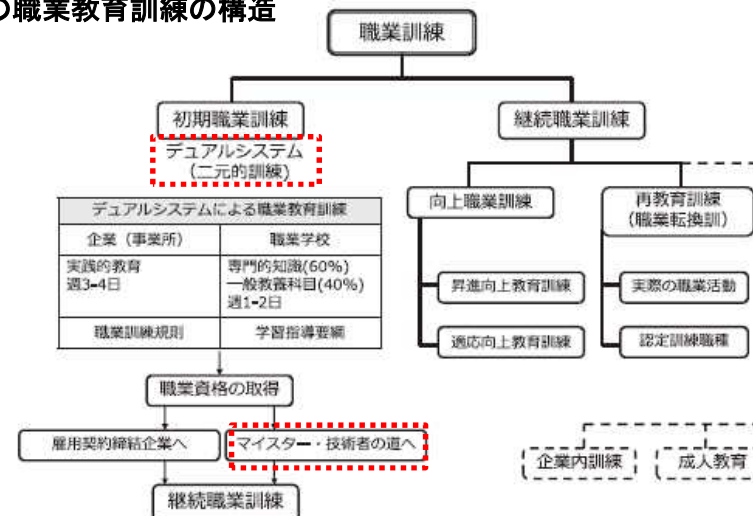 の職業教育訓練の構造
職業訓練
初期職業訓練
デュアルシステム
（二元的訓練）
継続職業訓練
向上職業訓練
再教育訓練
（職業転換訓）
デュアルシステムによる職業教育訓練
企業（事業所）
職業学校
実践的教育
週3-4日
専門的知識(60%)
一般教養科目(40%)
週1-2日
職業訓練規則
学習指導要綱
昇進向上教育訓練
適応向上教育訓練
実際の職業活動
認定訓練職種
職業資格の取得
雇用契約締結企業へ
マイスター・技術者の道へ
継続職業訓練
企業内訓練
成人教育